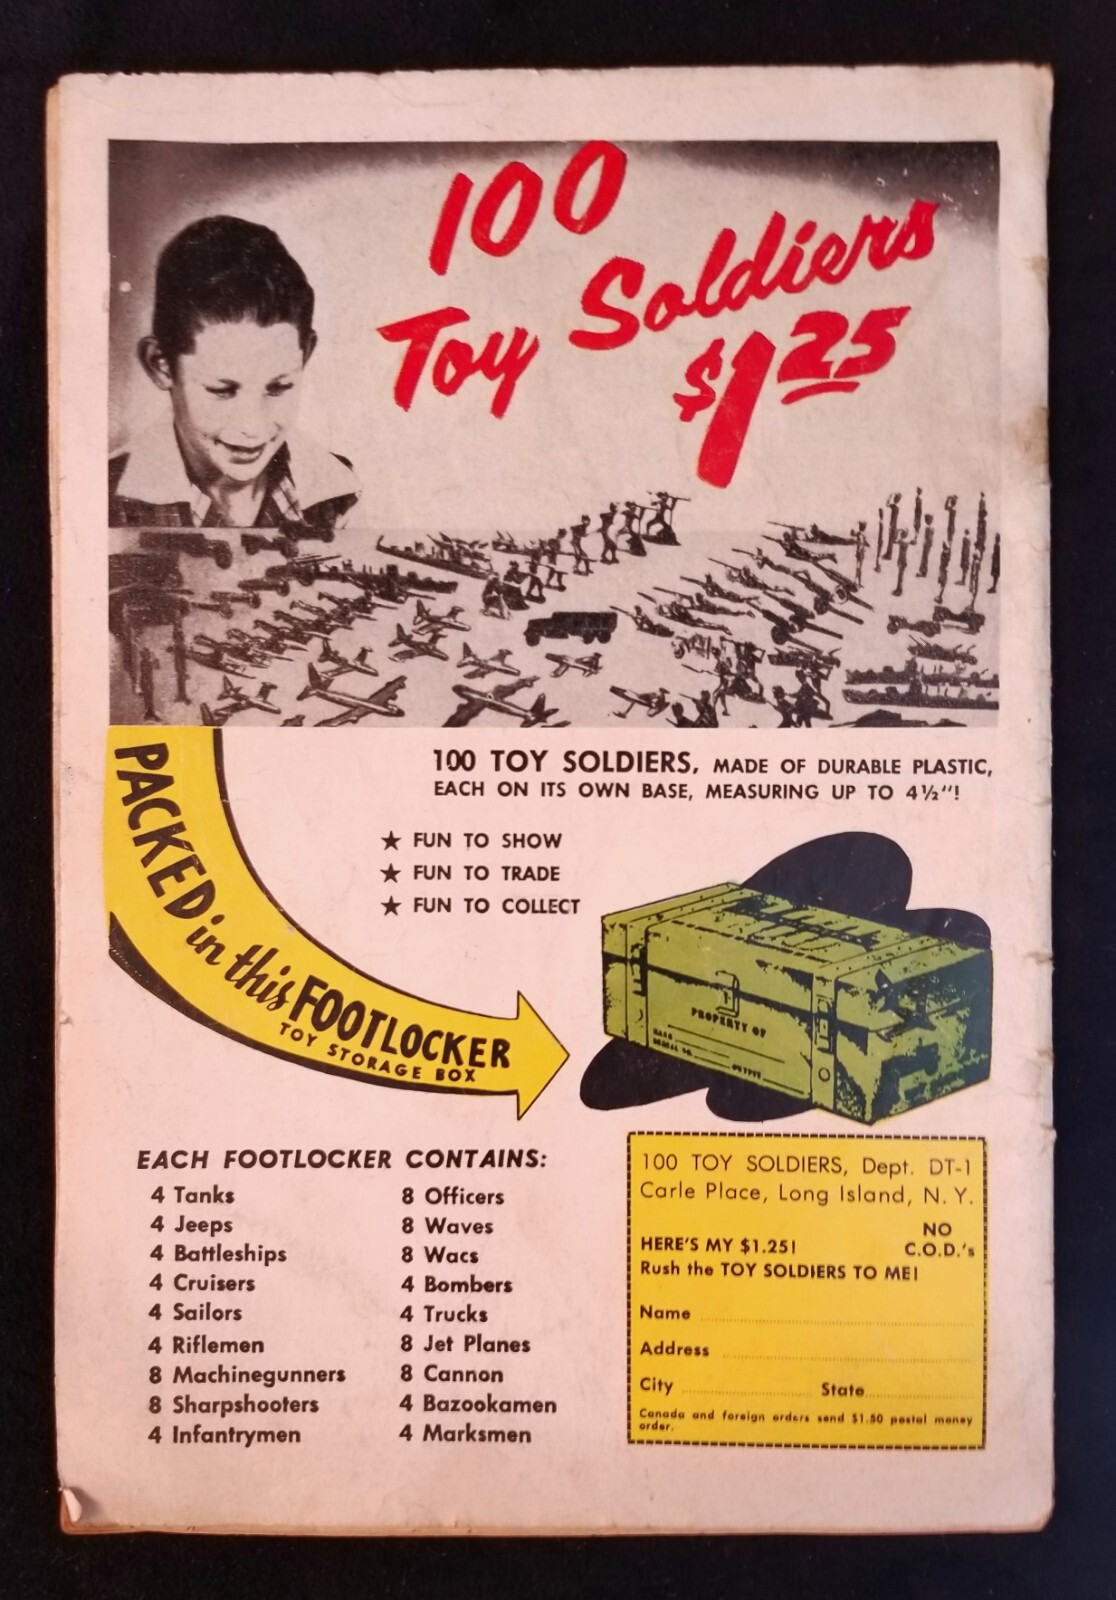 100
Toy Soldiers
$1 25
100 TOY SOLDIERS, MADE OF DURABLE PLASTIC,
EACH ON ITS OWN BASE, MEASURING UP TO 4½"!
★ FUN TO SHOW
★ FUN TO TRADE
★ FUN TO COLLECT
PACKED in this FOOTLOCKER
TOY STORAGE BOX
PROPERTY OF
EACH FOOTLOCKER CONTAINS:
4 Tanks
4 Jeeps
4 Battleships
4 Cruisers
4 Sailors
4 Riflemen
8 Machinegunners
8 Sharpshooters
4 Infantrymen
8 Officers
8 Waves
8 Wacs
4 Bombers
4 Trucks
8 Jet Planes
8 Cannon
4 Bazookamen
4 Marksmen
100 TOY SOLDIERS, Dept. DT-1
Carle Place, Long Island, N. Y.
NO
HERE'S MY $1.25! C.O.D.'s
Rush the TOY SOLDIERS TO ME!
Name
Address
City State
Canada and foreign orders send $1.50 postal money
order.